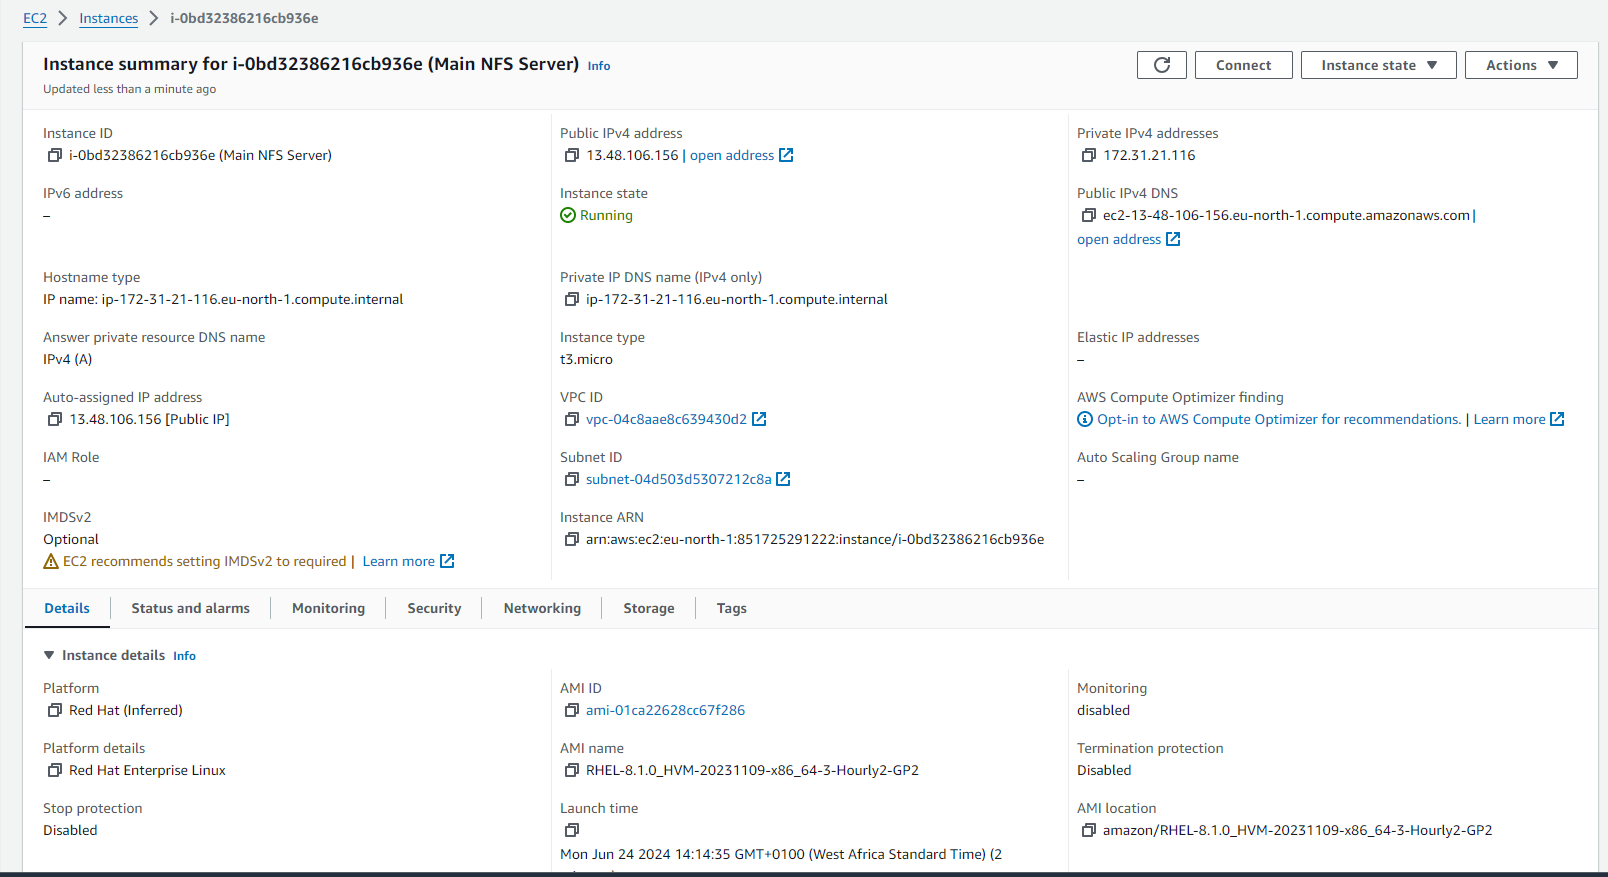 EC2 > Instances > i-0bd32386216cb936e
Instance summary for i-0bd32386216cb936e (Main NFS Server) Info
Updated less than a minute ago
Connect
Instance state
Actions
Instance ID
i-0bd32386216cb936e (Main NFS Server)
Public IPv4 address
13.48.106.156 | open address
Private IPv4 addresses
172.31.21.116
IPv6 address
–
Instance state
Running
Public IPv4 DNS
ec2-13-48-106-156.eu-north-1.compute.amazonaws.com |
open address
Hostname type
IP name: ip-172-31-21-116.eu-north-1.compute.internal
Private IP DNS name (IPv4 only)
ip-172-31-21-116.eu-north-1.compute.internal
Answer private resource DNS name
IPv4 (A)
Instance type
t3.micro
Elastic IP addresses
–
Auto-assigned IP address
13.48.106.156 [Public IP]
VPC ID
vpc-04c8aae8c639430d2
AWS Compute Optimizer finding
Opt-in to AWS Compute Optimizer for recommendations. | Learn more
IAM Role
–
Subnet ID
subnet-04d503d5307212c8a
Auto Scaling Group name
–
IMDSv2
Optional
EC2 recommends setting IMDSv2 to required | Learn more
Instance ARN
arn:aws:ec2:eu-north-1:851725291222:instance/i-0bd32386216cb936e
Details
Status and alarms
Monitoring
Security
Networking
Storage
Tags
Instance details Info
Platform
Red Hat (Inferred)
AMI ID
ami-01ca22628cc67f286
Monitoring
disabled
Platform details
Red Hat Enterprise Linux
AMI name
RHEL-8.1.0_HVM-20231109-x86_64-3-Hourly2-GP2
Termination protection
Disabled
Stop protection
Disabled
Launch time
Mon Jun 24 2024 14:14:35 GMT+0100 (West Africa Standard Time) (2
AMI location
amazon/RHEL-8.1.0_HVM-20231109-x86_64-3-Hourly2-GP2